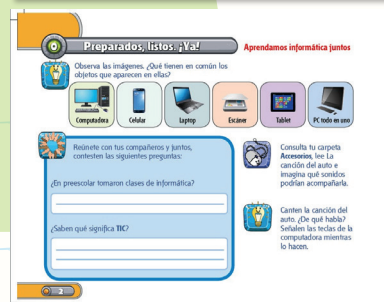 Preparados, listos, ¡Ya!
Aprendamos informática juntos
Observa las imágenes. ¿Qué tienen en común los
objetos que aparecen en ellas?
Computadora
Celular
Laptop
Escáner
Tablet
PC todo en uno
Reúnete con tus compañeros y juntos,
contesten las siguientes preguntas:
¿En preescolar tomaron clases de informática?
¿Saben qué significa TIC?
Consulta tu carpeta
Accesorios, lee La
canción del auto e
imagina qué sonidos
podrían acompañarla.
Canten la canción del
auto. ¿De qué habla?
Señalen las teclas de la
computadora mientras
lo hacen.
2